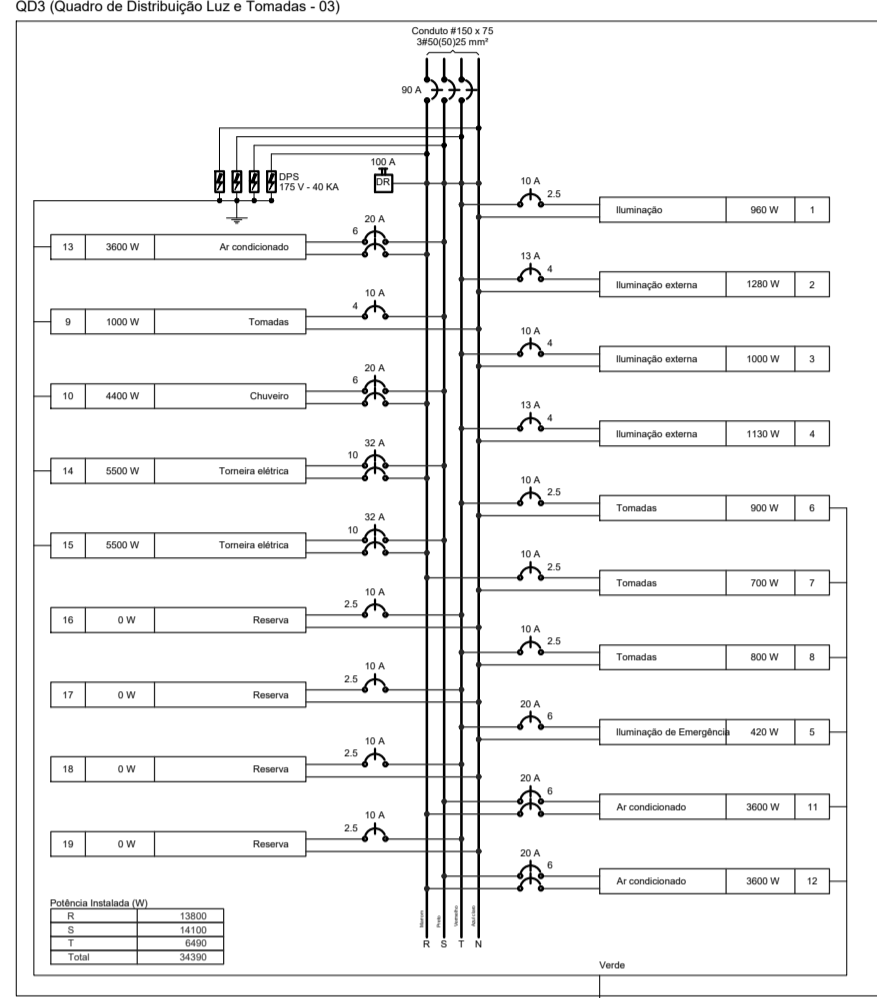 QD3 (Quadro de Distribuição Luz e Tomadas - 03)
Conduto #150 x 75
3#50(50)25 mm²
90 A
DPS
175 V - 40 KA
100 A
DR
20 A
6
13 3600 W Ar condicionado
10 A
4
9 1000 W Tomadas
20 A
6
10 4400 W Chuveiro
32 A
10
14 5500 W Torneira elétrica
32 A
10
15 5500 W Torneira elétrica
10 A
2.5
16 0 W Reserva
10 A
2.5
17 0 W Reserva
10 A
2.5
18 0 W Reserva
10 A
2.5
19 0 W Reserva
10 A
2.5
Iluminação 960 W 1
13 A
4
Iluminação externa 1280 W 2
10 A
4
Iluminação externa 1000 W 3
13 A
4
Iluminação externa 1130 W 4
10 A
2.5
Tomadas 900 W 6
10 A
2.5
Tomadas 700 W 7
10 A
2.5
Tomadas 800 W 8
20 A
6
Iluminação de Emergência 420 W 5
20 A
6
Ar condicionado 3600 W 11
20 A
6
Ar condicionado 3600 W 12
Potência Instalada (W)
R 13800
S 14100
T 6490
Total 34390
Marrom
Preto
Vermelho
R S T N
Verde